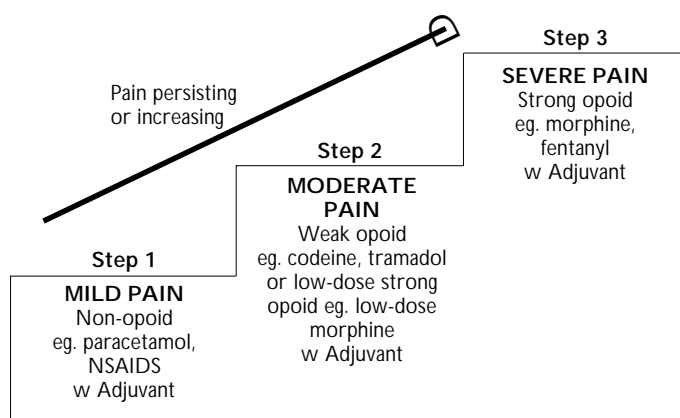 Pain persisting
or increasing
Step 1
MILD PAIN
Non-opoid
eg. paracetamol,
NSAIDS
w Adjuvant
Step 2
MODERATE
PAIN
Weak opoid
eg. codeine, tramadol
or low-dose strong
opoid eg. low-dose
morphine
w Adjuvant
Step 3
SEVERE PAIN
Strong opoid
eg. morphine,
fentanyl
w Adjuvant